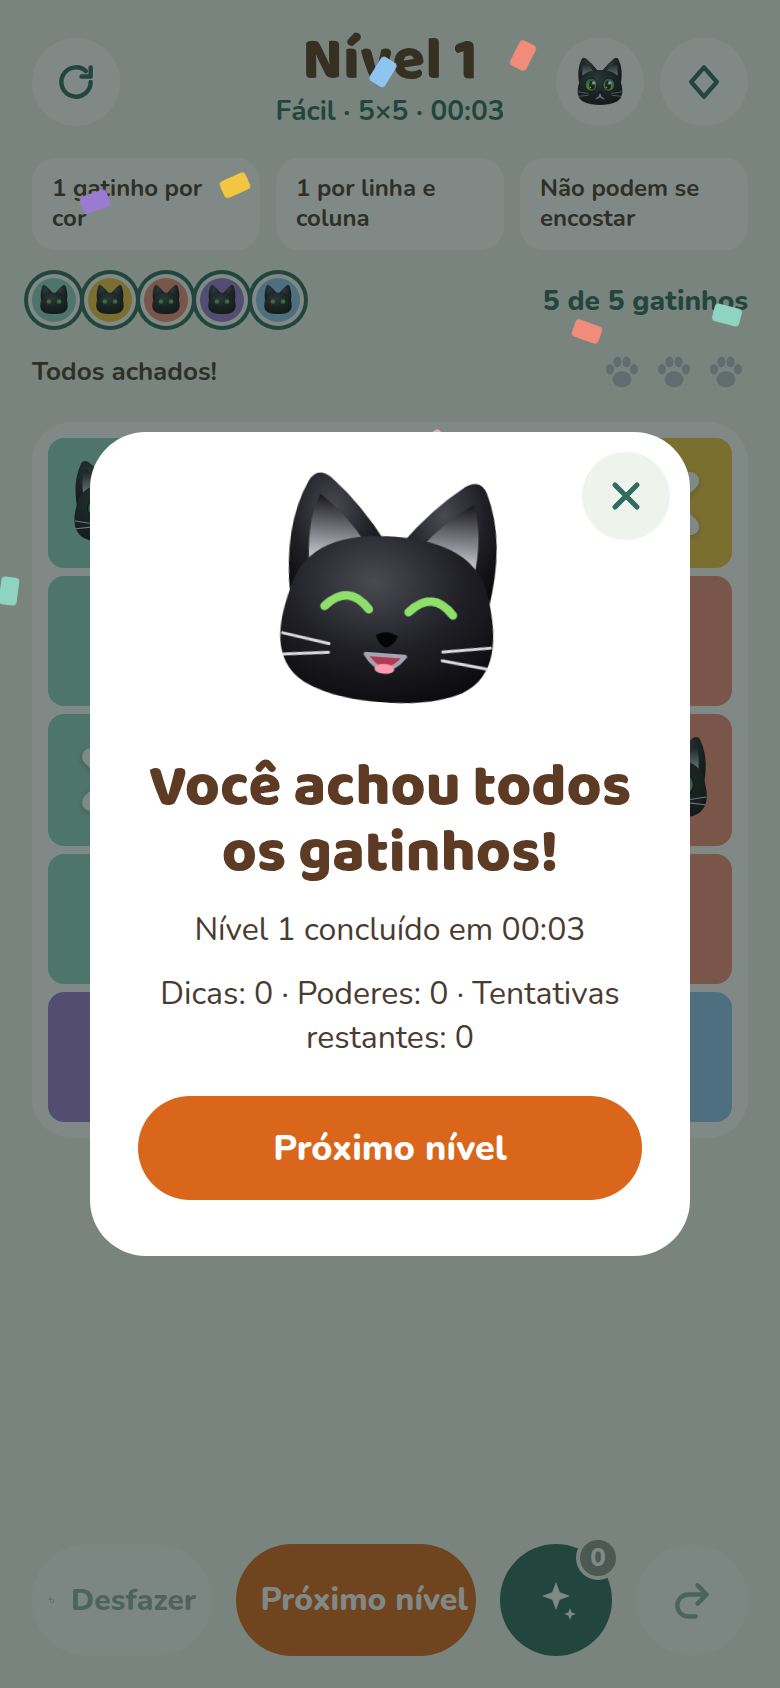 Nível 1
Fácil · 5×5 · 00:03
1 gatinho por
cor
1 por linha e
coluna
Não podem se
encostar
5 de 5 gatinhos
Todos achados!
Você achou todos
os gatinhos!
Nível 1 concluído em 00:03
Dicas: 0 · Poderes: 0 · Tentativas
restantes: 0
Próximo nível
Desfazer
Próximo nível
0